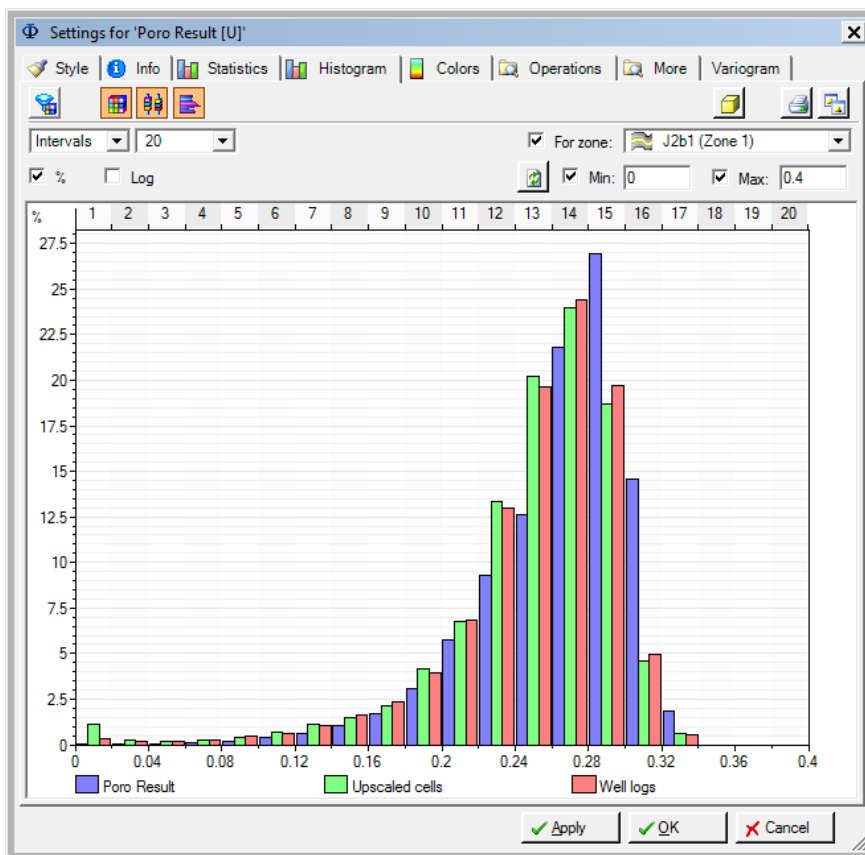 Φ Settings for 'Poro Result [U]'
Style Info Statistics Histogram Colors Operations More Variogram
Intervals 20 For zone: J2b1 (Zone 1)
% Log Min: 0 Max: 0.4
% 1 2 3 4 5 6 7 8 9 10 11 12 13 14 15 16 17 18 19 20
27.5
25
22.5
20
17.5
15
12.5
10
7.5
5
2.5
0
0 0.04 0.08 0.12 0.16 0.2 0.24 0.28 0.32 0.36 0.4
Poro Result Upscaled cells Well logs
Apply OK Cancel